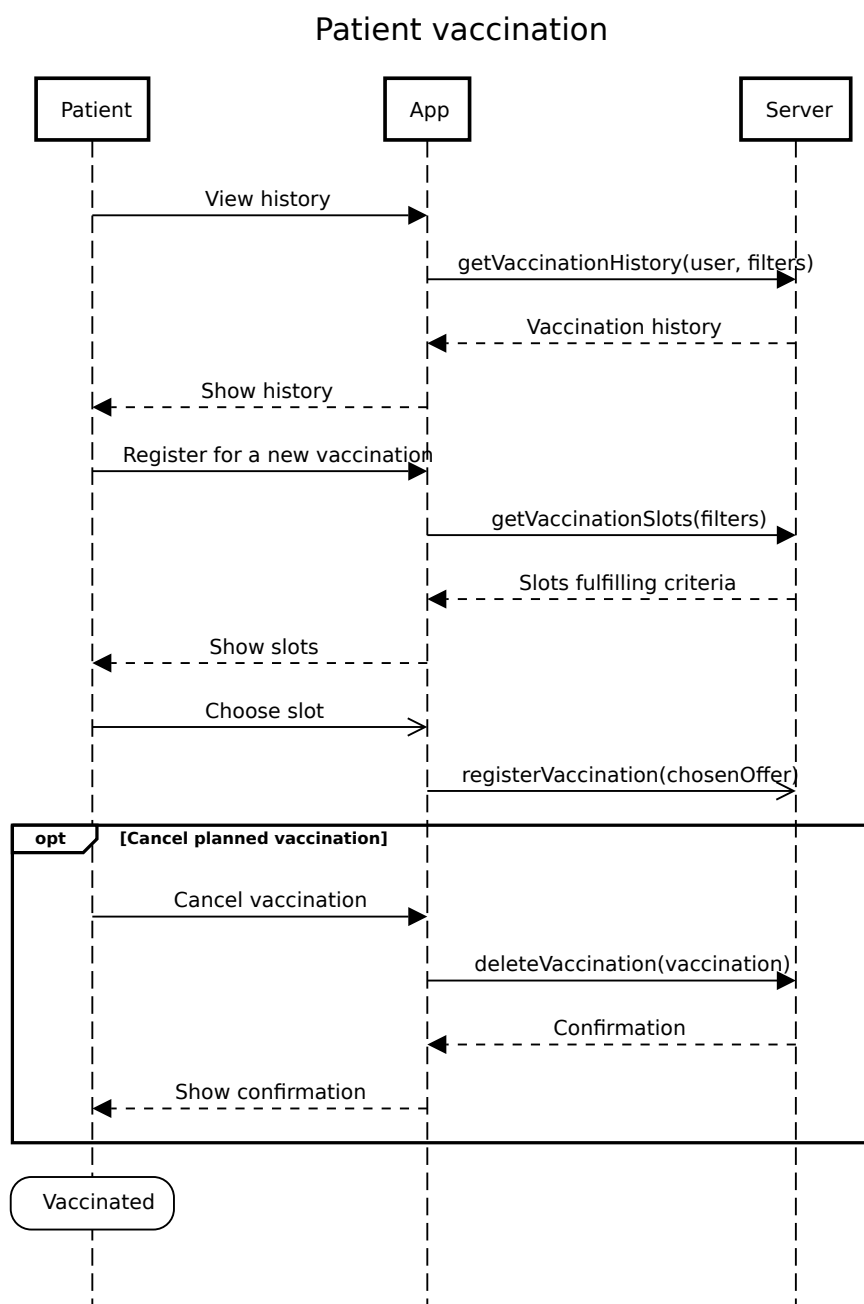 Patient vaccination
Patient
App
Server
View history
getVaccinationHistory(user, filters)
Vaccination history
Show history
Register for a new vaccination
getVaccinationSlots(filters)
Slots fulfilling criteria
Show slots
Choose slot
registerVaccination(chosenOffer)
opt
[Cancel planned vaccination]
Cancel vaccination
deleteVaccination(vaccination)
Confirmation
Show confirmation
Vaccinated